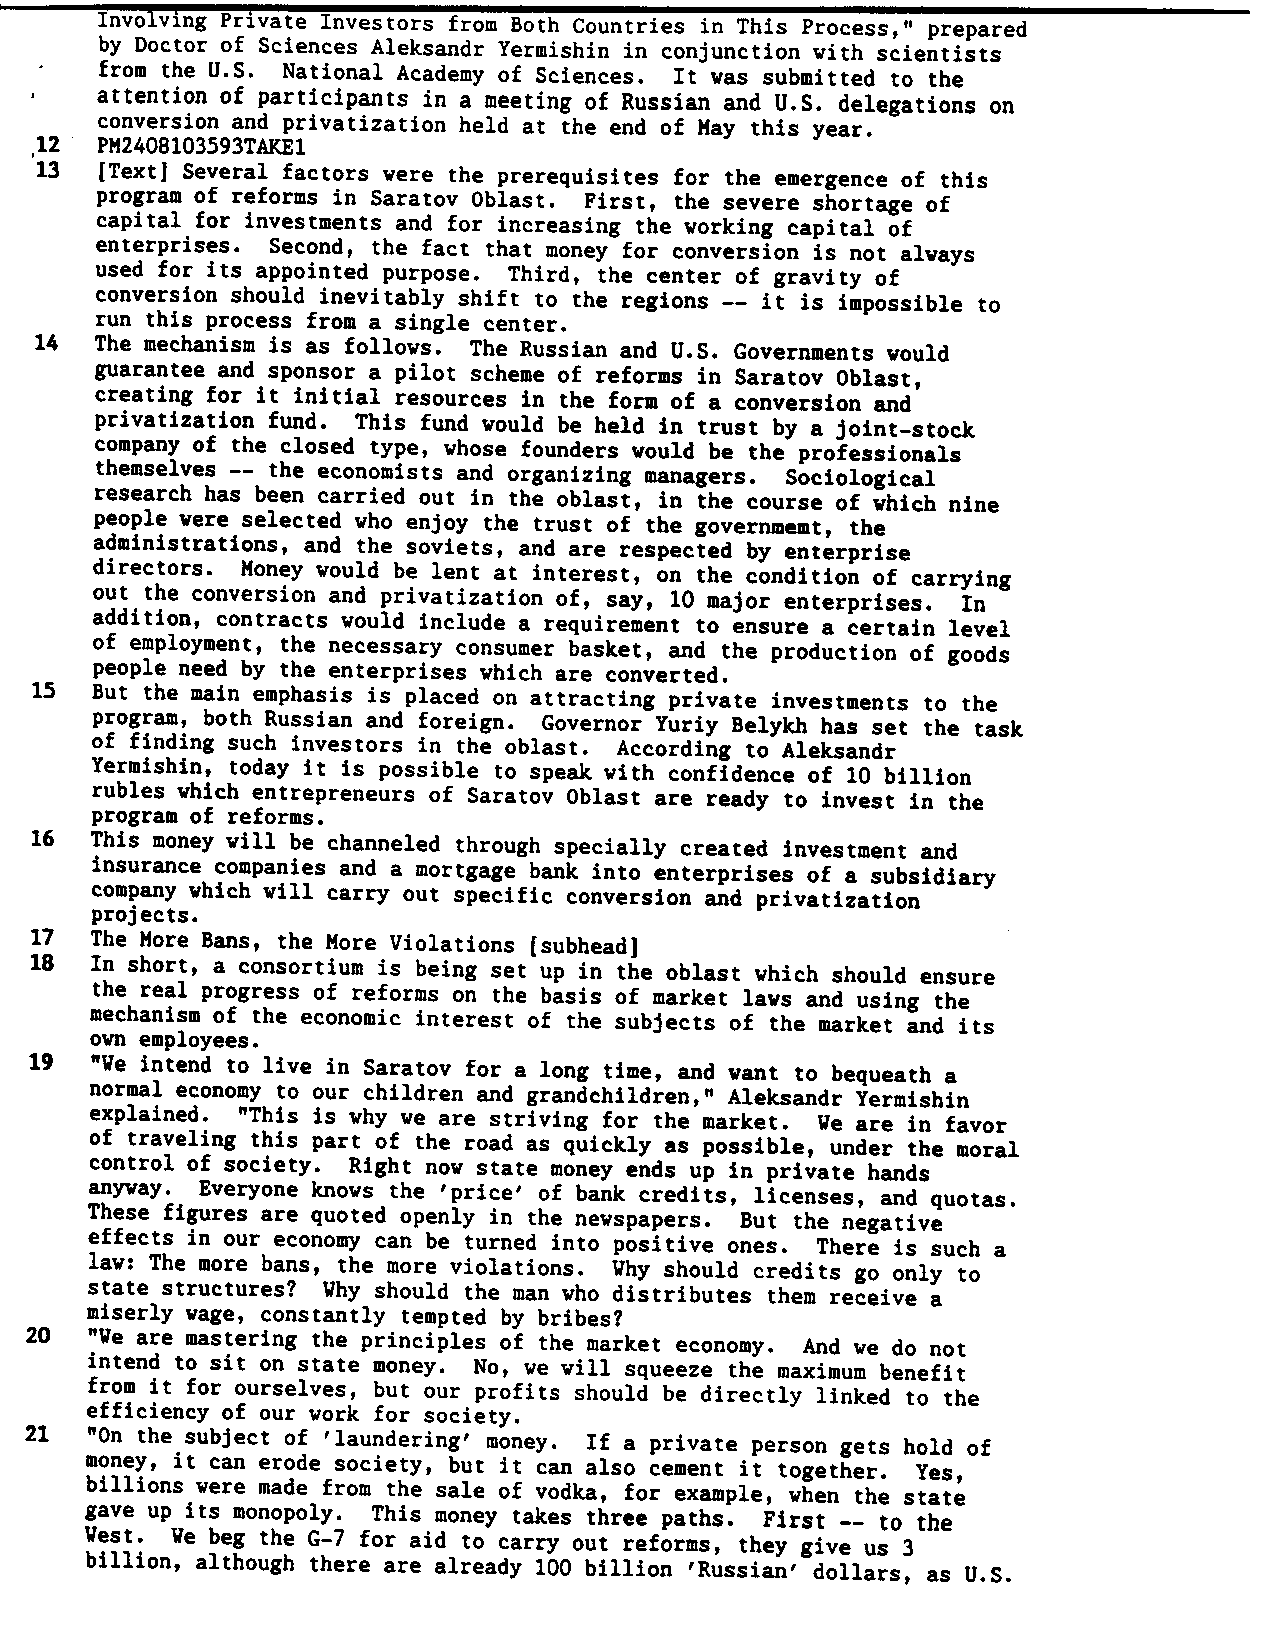 Involving Private Investors from Both Countries in This Process," prepared
by Doctor of Sciences Aleksandr Yermishin in conjunction with scientists
from the U.S. National Academy of Sciences. It was submitted to the
attention of participants in a meeting of Russian and U.S. delegations on
conversion and privatization held at the end of May this year.
12 PM2408103593TAKE1
13 [Text] Several factors were the prerequisites for the emergence of this
program of reforms in Saratov Oblast. First, the severe shortage of
capital for investments and for increasing the working capital of
enterprises. Second, the fact that money for conversion is not always
used for its appointed purpose. Third, the center of gravity of
conversion should inevitably shift to the regions -- it is impossible to
run this process from a single center.
14 The mechanism is as follows. The Russian and U.S. Governments would
guarantee and sponsor a pilot scheme of reforms in Saratov Oblast,
creating for it initial resources in the form of a conversion and
privatization fund. This fund would be held in trust by a joint-stock
company of the closed type, whose founders would be the professionals
themselves -- the economists and organizing managers. Sociological
research has been carried out in the oblast, in the course of which nine
people were selected who enjoy the trust of the governmemt, the
administrations, and the soviets, and are respected by enterprise
directors. Money would be lent at interest, on the condition of carrying
out the conversion and privatization of, say, 10 major enterprises. In
addition, contracts would include a requirement to ensure a certain level
of employment, the necessary consumer basket, and the production of goods
people need by the enterprises which are converted.
15 But the main emphasis is placed on attracting private investments to the
program, both Russian and foreign. Governor Yuriy Belykh has set the task
of finding such investors in the oblast. According to Aleksandr
Yermishin, today it is possible to speak with confidence of 10 billion
rubles which entrepreneurs of Saratov Oblast are ready to invest in the
program of reforms.
16 This money will be channeled through specially created investment and
insurance companies and a mortgage bank into enterprises of a subsidiary
company which will carry out specific conversion and privatization
projects.
17 The More Bans, the More Violations [subhead]
18 In short, a consortium is being set up in the oblast which should ensure
the real progress of reforms on the basis of market laws and using the
mechanism of the economic interest of the subjects of the market and its
own employees.
19 "We intend to live in Saratov for a long time, and want to bequeath a
normal economy to our children and grandchildren," Aleksandr Yermishin
explained. "This is why we are striving for the market. We are in favor
of traveling this part of the road as quickly as possible, under the moral
control of society. Right now state money ends up in private hands
anyway. Everyone knows the 'price' of bank credits, licenses, and quotas.
These figures are quoted openly in the newspapers. But the negative
effects in our economy can be turned into positive ones. There is such a
law: The more bans, the more violations. Why should credits go only to
state structures? Why should the man who distributes them receive a
miserly wage, constantly tempted by bribes?
20 "We are mastering the principles of the market economy. And we do not
intend to sit on state money. No, we will squeeze the maximum benefit
from it for ourselves, but our profits should be directly linked to the
efficiency of our work for society.
21 "On the subject of 'laundering' money. If a private person gets hold of
money, it can erode society, but it can also cement it together. Yes,
billions were made from the sale of vodka, for example, when the state
gave up its monopoly. This money takes three paths. First -- to the
West. We beg the G-7 for aid to carry out reforms, they give us 3
billion, although there are already 100 billion 'Russian' dollars, as U.S.